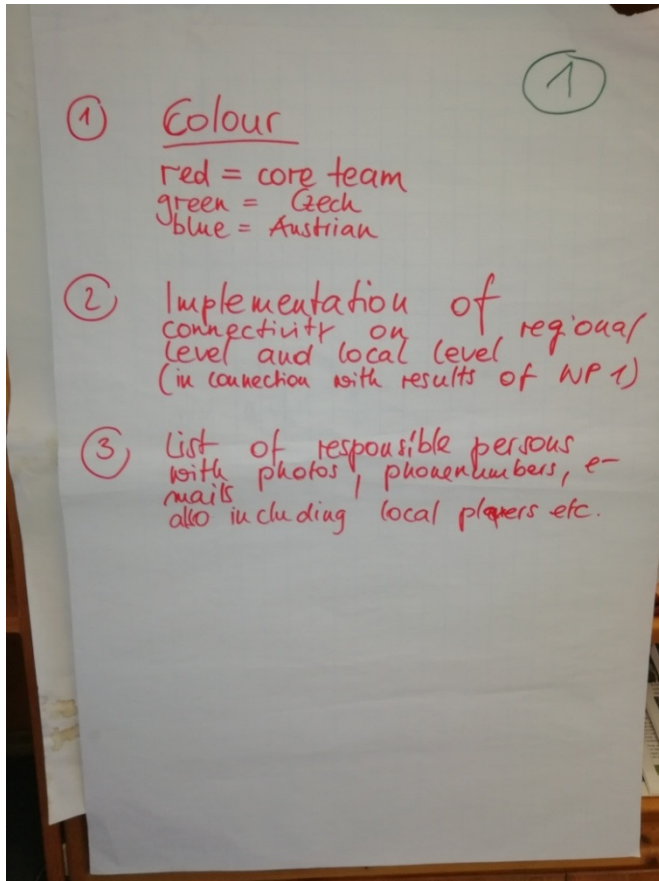 1
① Colour
red = core team
green = Czech
blue = Austrian
② Implementation of
connectivity on regional
level and local level
(in connection with results of WP 1)
③ List of responsible persons
with photos, phonenumbers, e-
mails
also including local players etc.